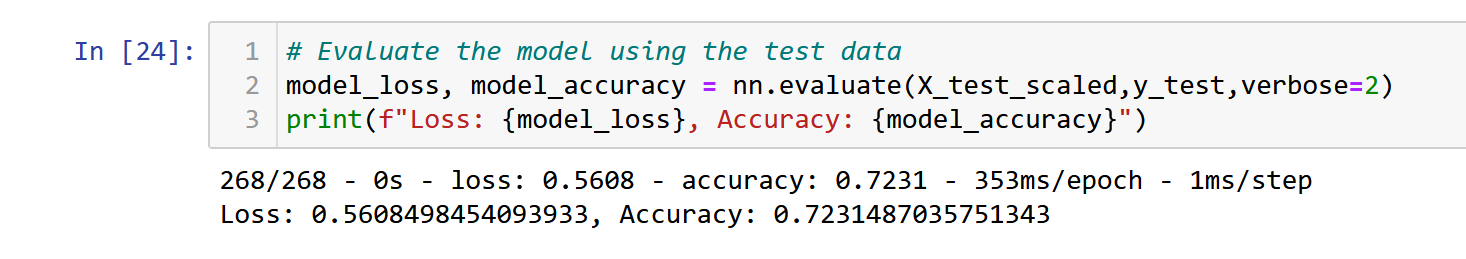 In [24]:
1 # Evaluate the model using the test data
2 model_loss, model_accuracy = nn.evaluate(X_test_scaled,y_test,verbose=2)
3 print(f"Loss: {model_loss}, Accuracy: {model_accuracy}")
268/268 - 0s - loss: 0.5608 - accuracy: 0.7231 - 353ms/epoch - 1ms/step
Loss: 0.5608498454093933, Accuracy: 0.7231487035751343